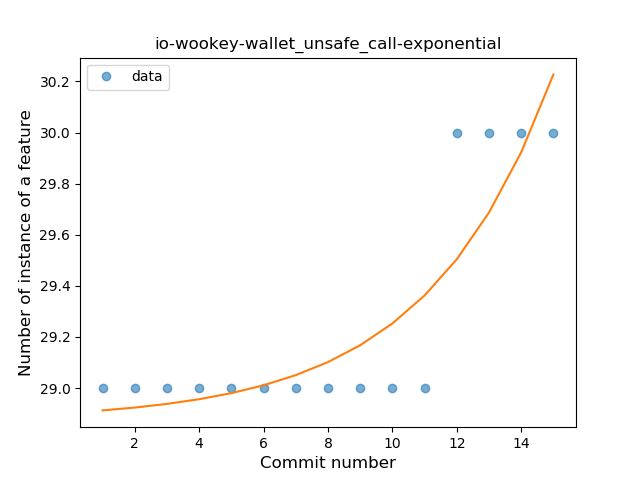 io-wookey-wallet_unsafe_call-exponential
data
Number of instance of a feature
30.2
30.0
29.8
29.6
29.4
29.2
29.0
2 4 6 8 10 12 14
Commit number